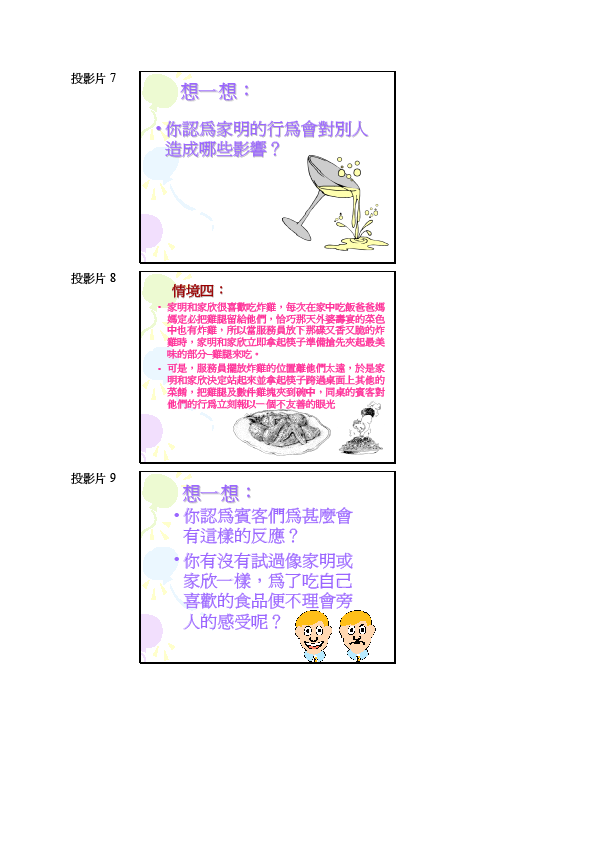 投影片 7
想一想：
• 你認爲家明的行爲會對別人
造成哪些影響？
投影片 8
情境四：
• 家明和家欣很喜歡吃炸雞，每次在家中吃飯爸爸媽
媽定必把雞腿留給他們，恰巧那天外婆壽宴的菜色
中也有炸雞，所以當服務員放下那碟又香又脆的炸
雞時，家明和家欣立即拿起筷子準備搶先夾起最美
味的部分–雞腿來吃。
• 可是，服務員擺放炸雞的位置離他們太遠，於是家
明和家欣決定站起來並拿起筷子跨過桌面上其他的
菜餚，把雞腿及數件雞塊夾到碗中，同桌的賓客對
他們的行爲立刻報以一個不友善的眼光
投影片 9
想一想：
• 你認爲賓客們爲甚麼會
有這樣的反應？
• 你有沒有試過像家明或
家欣一樣，爲了吃自己
喜歡的食品便不理會旁
人的感受呢？